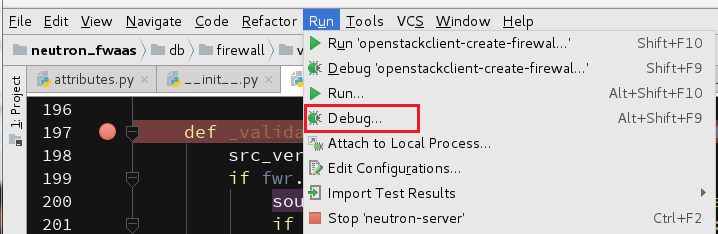 File Edit View Navigate Code Refactor Run Tools VCS Window Help
neutron_fwaas db firewall v
Run 'openstackclient-create-firewal...' Shift+F10
Debug 'openstackclient-create-firewal...' Shift+F9
Run... Alt+Shift+F10
Debug... Alt+Shift+F9
Attach to Local Process...
Edit Configurations...
Import Test Results
Stop 'neutron-server' Ctrl+F2
1: Project
attributes.py × __init__.py ×
196
197 def _valida
198 src_ver
199 if fwr.
200 sou
201 if